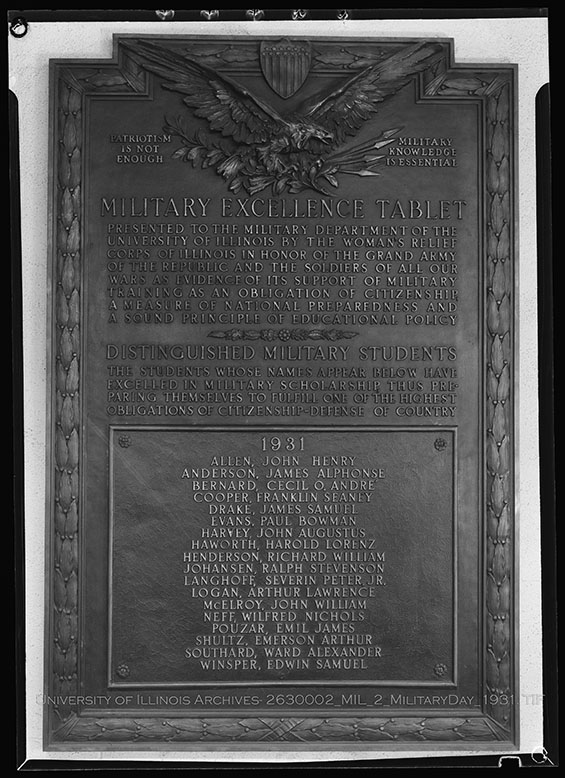 PATRIOTISM
IS NOT
ENOUGH
MILITARY
KNOWLEDGE
IS ESSENTIAL
MILITARY EXCELLENCE TABLET
PRESENTED TO THE MILITARY DEPARTMENT OF THE
UNIVERSITY OF ILLINOIS BY THE WOMAN'S RELIEF
CORPS OF ILLINOIS IN HONOR OF THE GRAND ARMY
OF THE REPUBLIC AND THE SOLDIERS OF ALL OUR
WARS AS EVIDENCE OF ITS SUPPORT OF MILITARY
TRAINING AS AN OBLIGATION OF CITIZENSHIP,
A MEASURE OF NATIONAL PREPAREDNESS AND
A SOUND PRINCIPLE OF EDUCATIONAL POLICY
DISTINGUISHED MILITARY STUDENTS
THE STUDENTS WHOSE NAMES APPEAR BELOW HAVE
EXCELLED IN MILITARY SCHOLARSHIP, THUS PRE-
PARING THEMSELVES TO FULFILL ONE OF THE HIGHEST
OBLIGATIONS OF CITIZENSHIP-DEFENSE OF COUNTRY
1931
ALLEN, JOHN HENRY
ANDERSON, JAMES ALPHONSE
BERNARD, CECIL O. ANDRE
COOPER, FRANKLIN SEANEY
DRAKE, JAMES SAMUEL
EVANS, PAUL BOWMAN
HARVEY, JOHN AUGUSTUS
HAWORTH, HAROLD LORENZ
HENDERSON, RICHARD WILLIAM
JOHANSEN, RALPH STEVENSON
LANGHOFF, SEVERIN PETER, JR.
LOGAN, ARTHUR LAWRENCE
McELROY, JOHN WILLIAM
NEFF, WILFRED NICHOLS
POUZAR, EMIL JAMES
SHULTZ, EMERSON ARTHUR
SOUTHARD, WARD ALEXANDER
WINSPER, EDWIN SAMUEL
UNIVERSITY OF ILLINOIS ARCHIVES- 2630002_MIL_2_MILITARYDAY_1931.TIF